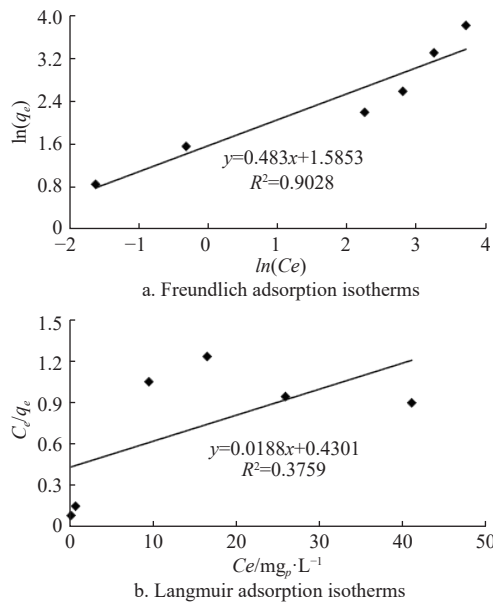 4.0
3.2
2.4
1.6
0.8
0
ln(qe)
y=0.483x+1.5853
R²=0.9028
−2 −1 0 1 2 3 4
ln(Ce)
a. Freundlich adsorption isotherms
1.5
1.2
0.9
0.6
0.3
0
Ce/qe
y=0.0188x+0.4301
R²=0.3759
0 10 20 30 40 50
Ce/mgp·L−1
b. Langmuir adsorption isotherms